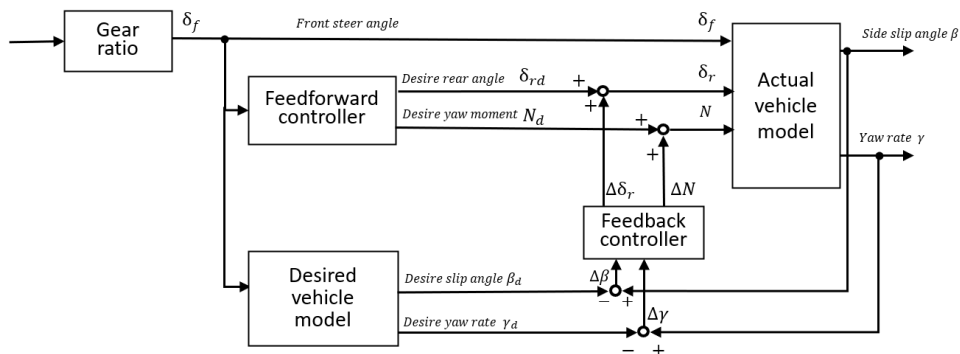 δf
Front steer angle
δf
Gear
ratio
Side slip angle β
Desire rear angle δrd
+
+
δr
Actual
vehicle
model
Feedforward
controller
Desire yaw moment Nd
+
+
N
Yaw rate γ
Δδr
ΔN
Feedback
controller
Desired
vehicle
model
Desire slip angle βd
Δβ
− +
Δγ
Desire yaw rate γd
− +